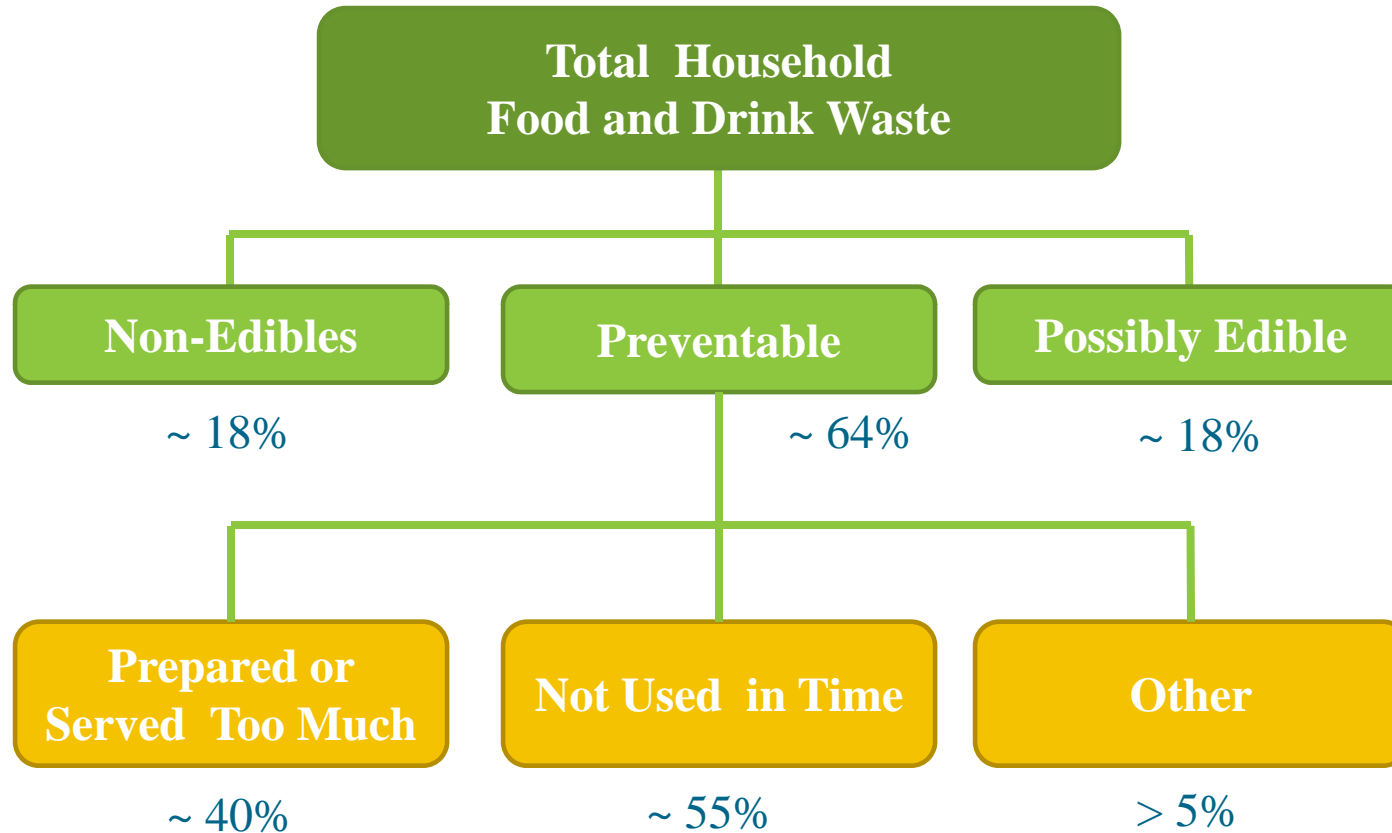 Total Household
Food and Drink Waste
Non-Edibles
Preventable
Possibly Edible
~ 18%
~ 64%
~ 18%
Prepared or
Served Too Much
Not Used in Time
Other
~ 40%
~ 55%
> 5%